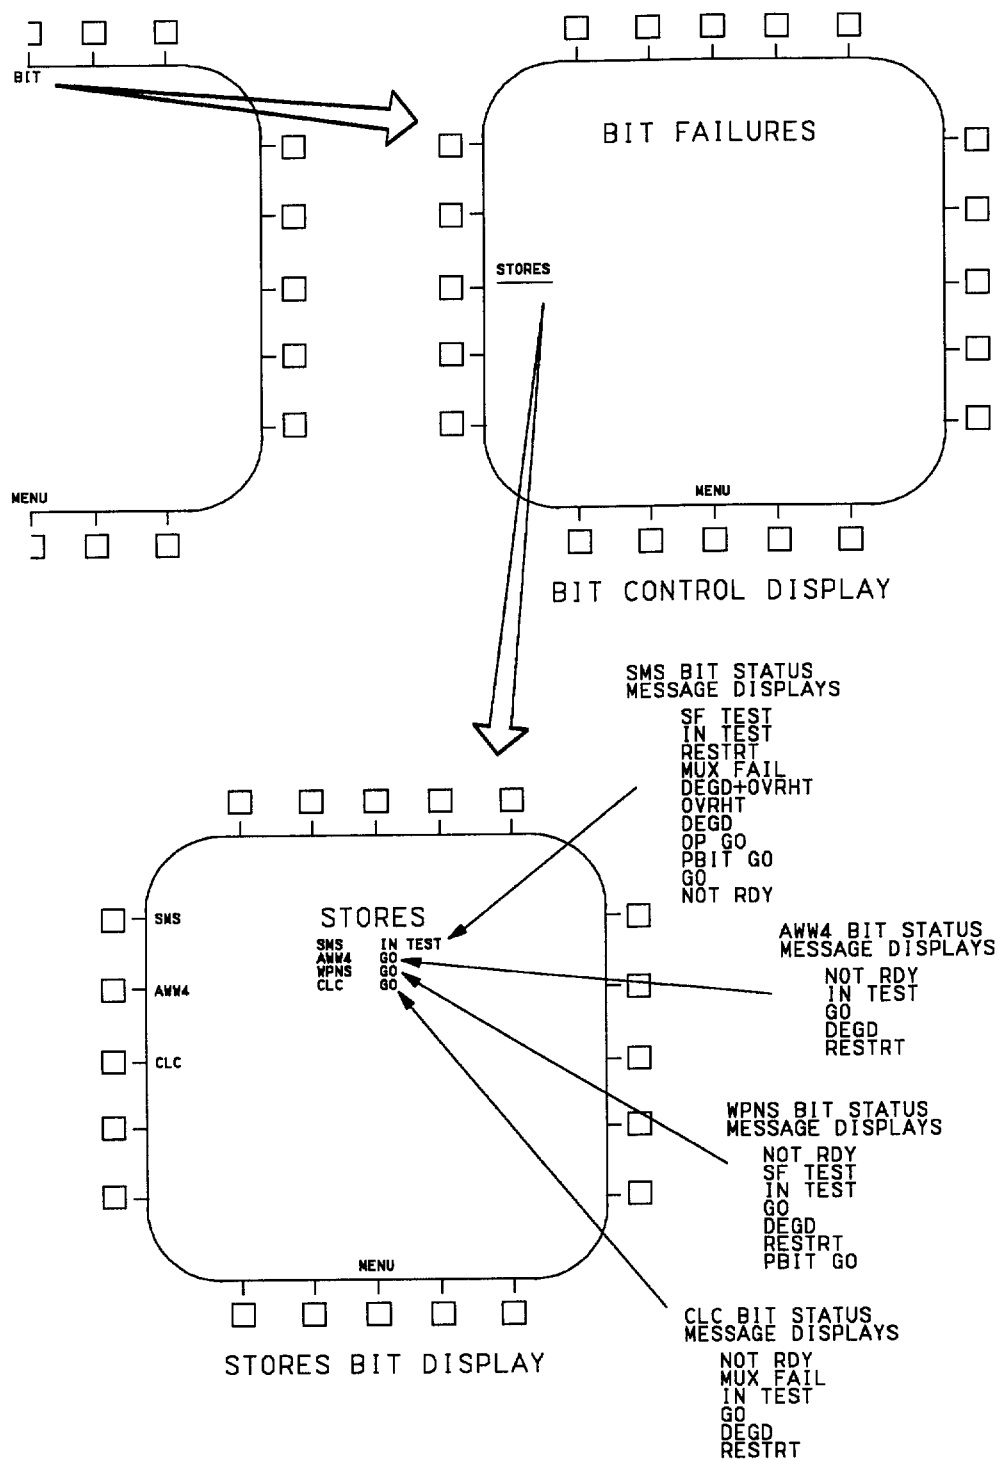 BIT
MENU
BIT FAILURES
STORES
MENU
BIT CONTROL DISPLAY
SMS BIT STATUS
MESSAGE DISPLAYS
SF TEST
IN TEST
RESTRT
MUX FAIL
DEGD+OVRHT
OVRHT
DEGD
OP GO
PBIT GO
GO
NOT RDY
SMS
AWW4
CLC
STORES
SMS IN TEST
AWW4 GO
WPNS GO
CLC GO
MENU
STORES BIT DISPLAY
AWW4 BIT STATUS
MESSAGE DISPLAYS
NOT RDY
IN TEST
GO
DEGD
RESTRT
WPNS BIT STATUS
MESSAGE DISPLAYS
NOT RDY
SF TEST
IN TEST
GO
DEGD
RESTRT
PBIT GO
CLC BIT STATUS
MESSAGE DISPLAYS
NOT RDY
MUX FAIL
IN TEST
GO
DEGD
RESTRT